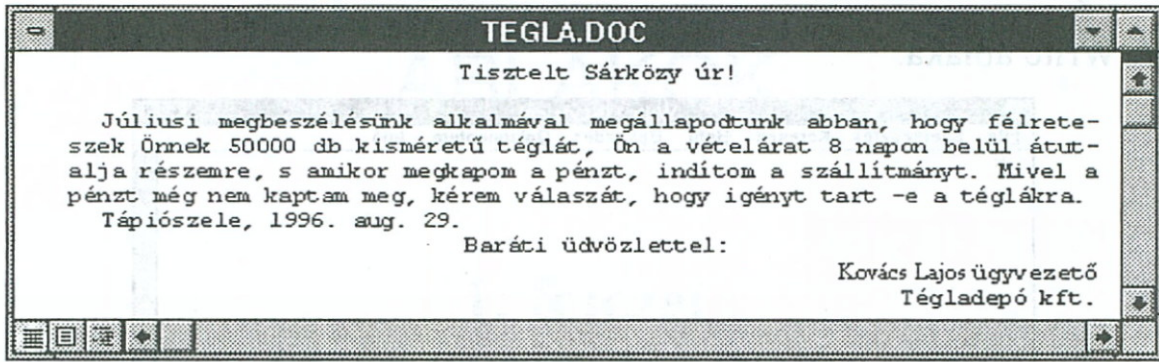 TEGLA.DOC
Tisztelt Sárközy úr!
Júliusi megbeszélésünk alkalmával megállapodtunk abban, hogy félrete-
szek Önnek 50000 db kisméretű téglát, Ön a vételárat 8 napon belül átut-
alja részemre, s amikor megkapom a pénzt, indítom a szállítmányt. Mivel a
pénzt még nem kaptam meg, kérem válaszát, hogy igényt tart -e a téglákra.
Tápiószele, 1996. aug. 29.
Baráti üdvözlettel:
Kovács Lajos ügyvezető
Tégladepó kft.